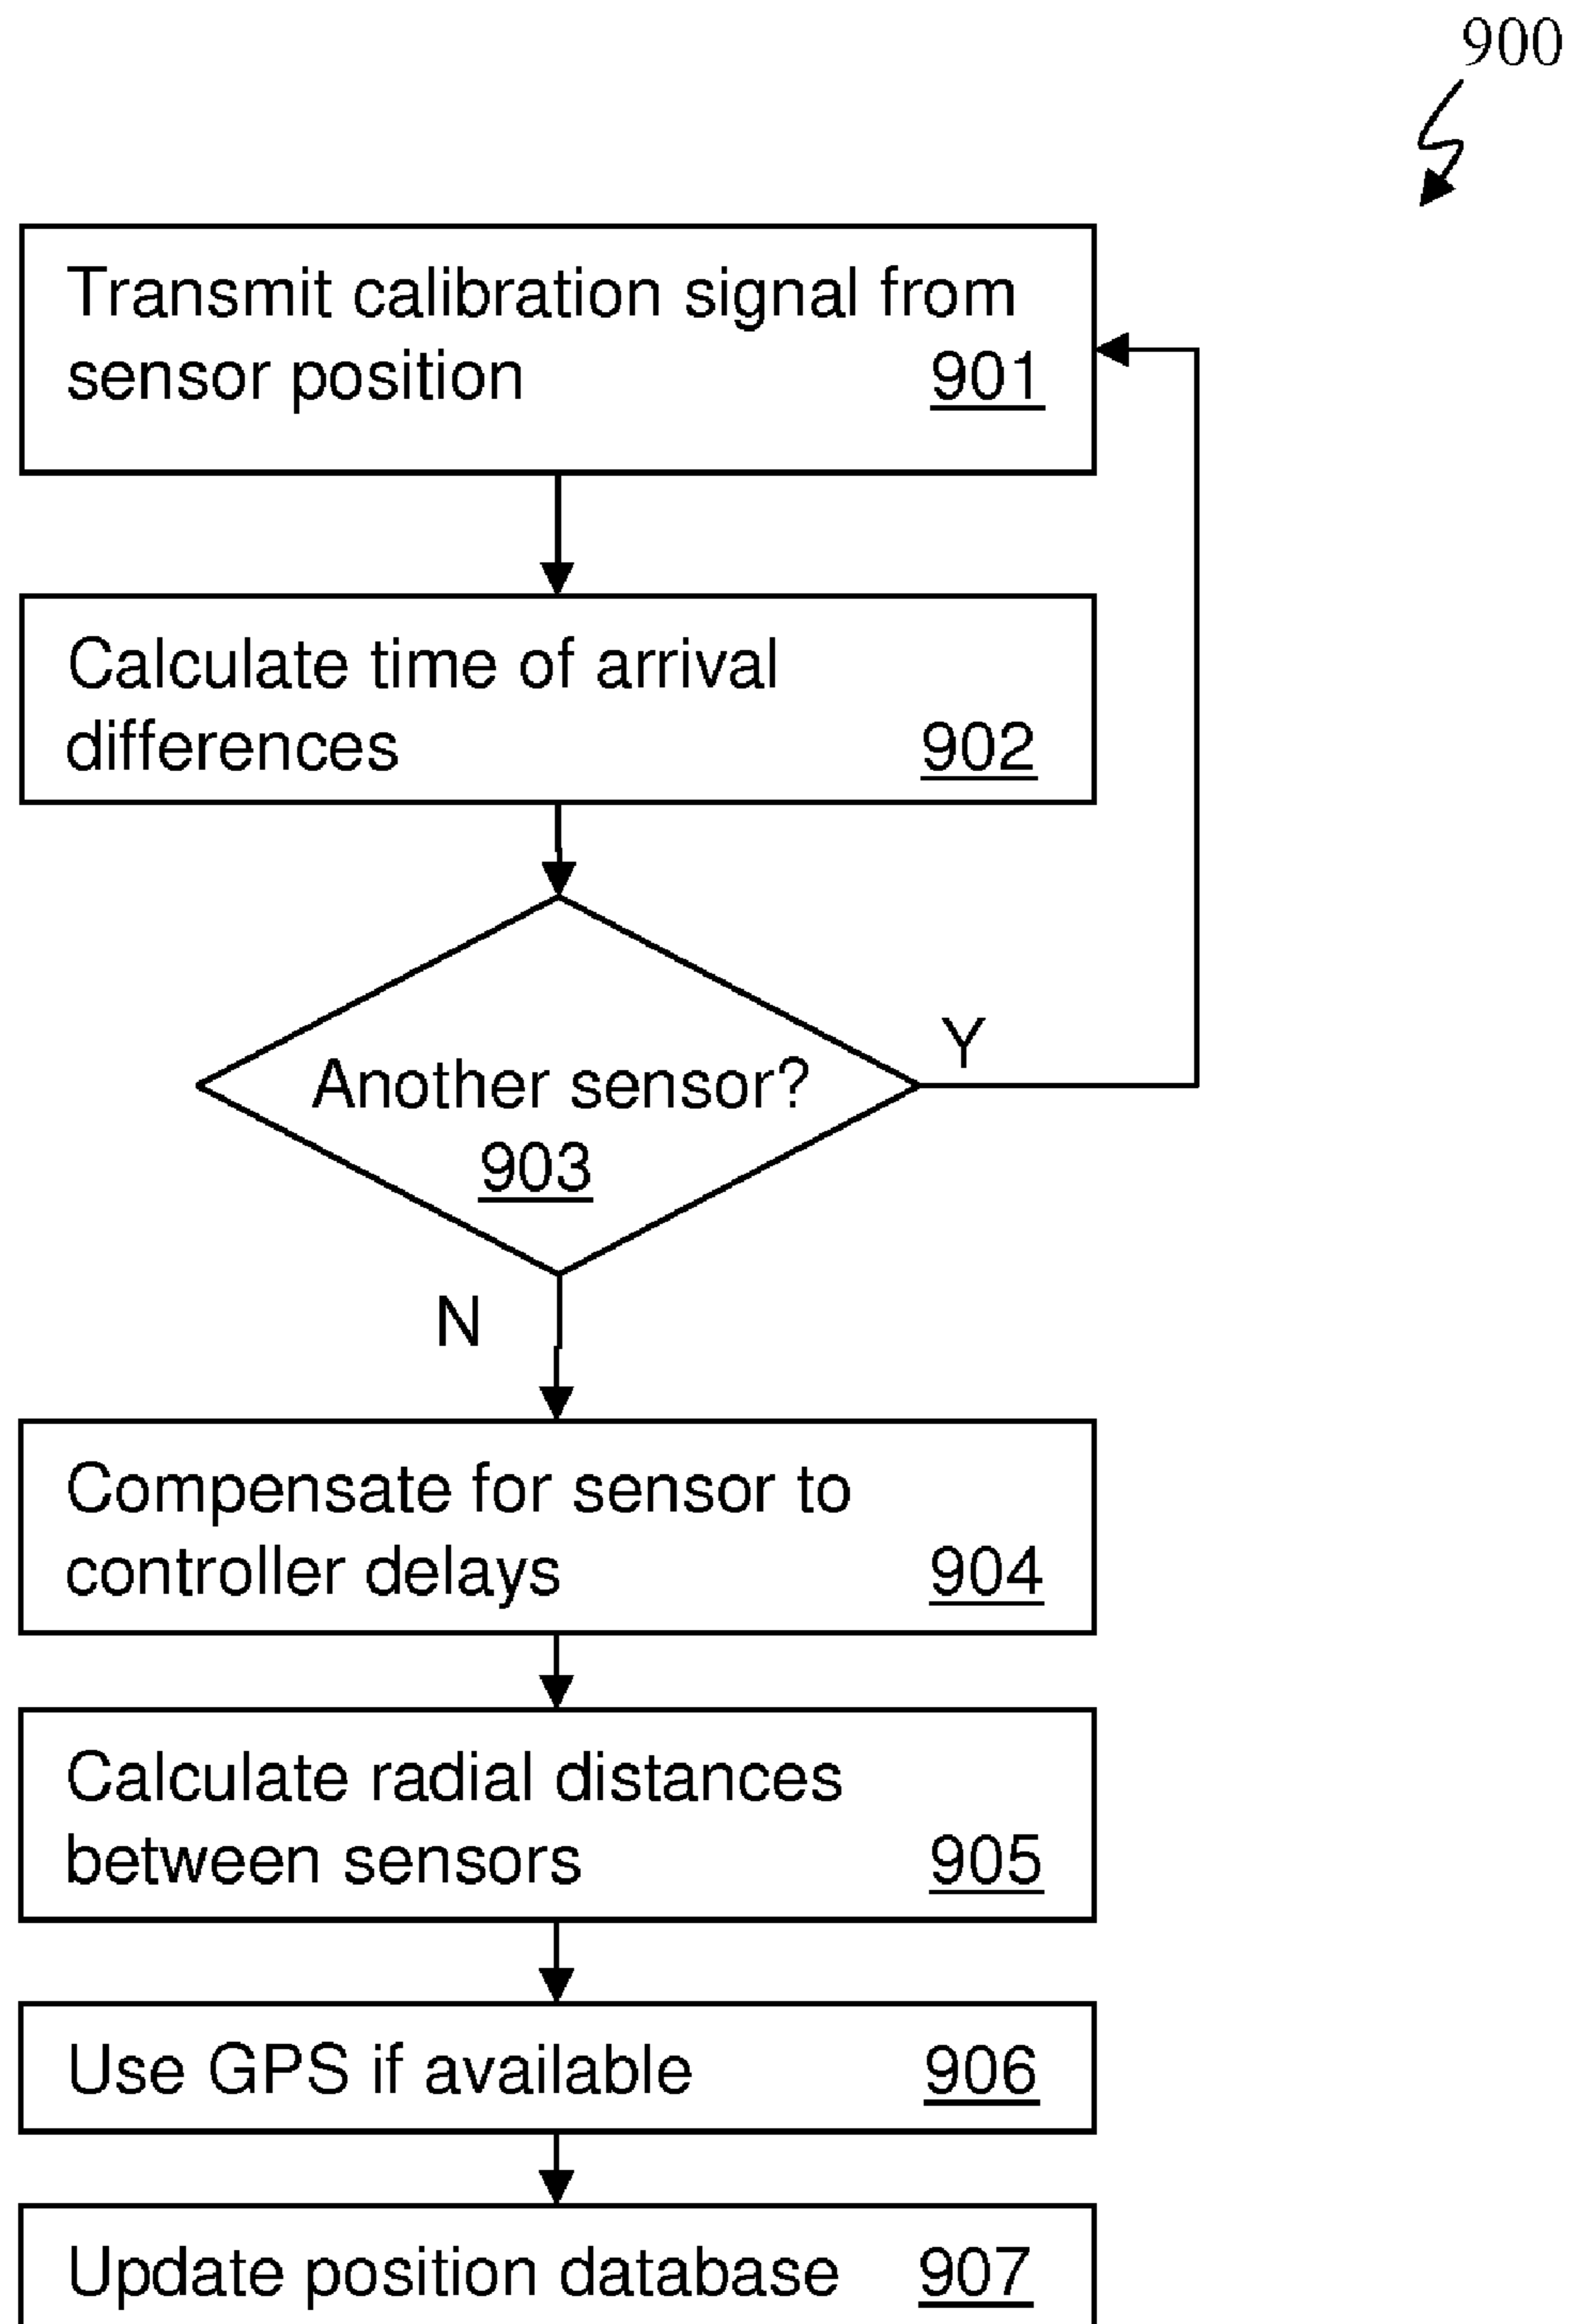 900
Transmit calibration signal from
sensor position 901
Calculate time of arrival
differences 902
Y
Another sensor?
903
N
Compensate for sensor to
controller delays 904
Calculate radial distances
between sensors 905
Use GPS if available 906
Update position database 907